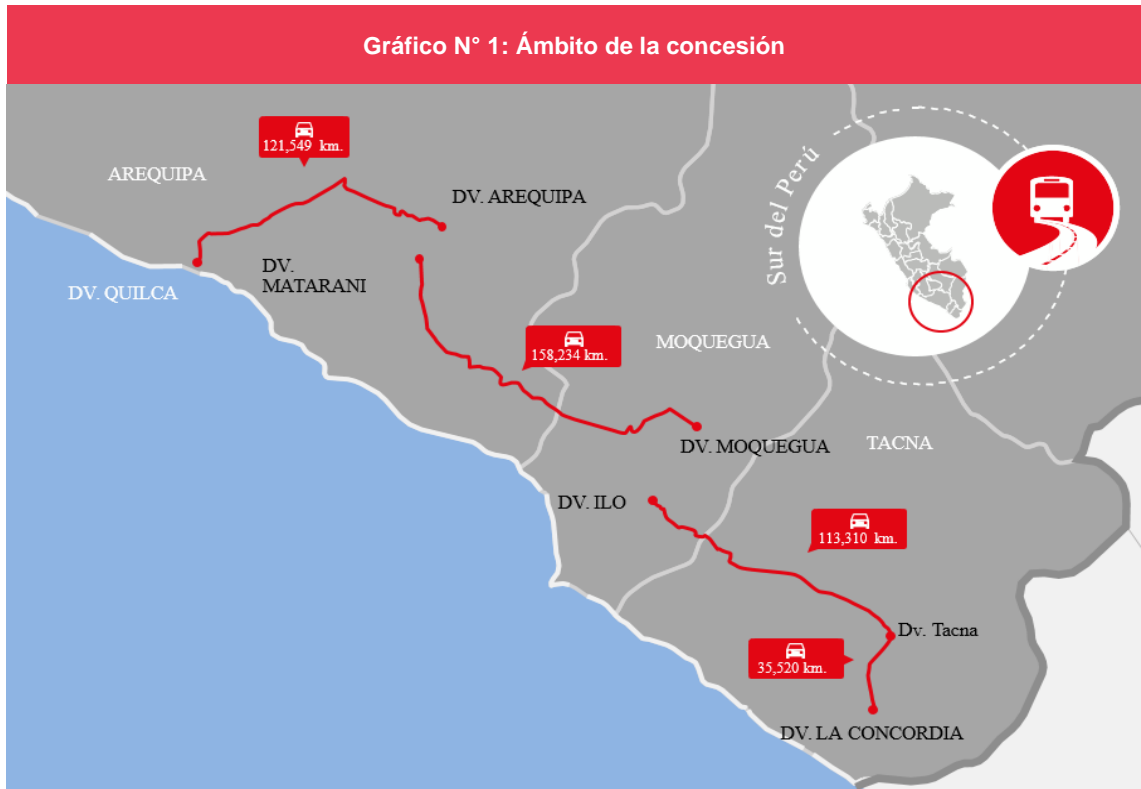 Gráfico N° 1: Ámbito de la concesión
121,549 km.
AREQUIPA
DV. AREQUIPA
Sur del Perú
DV.
MATARANI
DV. QUILCA
158,234 km.
MOQUEGUA
DV. MOQUEGUA
TACNA
DV. ILO
113,310 km.
Dv. Tacna
35,520 km.
DV. LA CONCORDIA